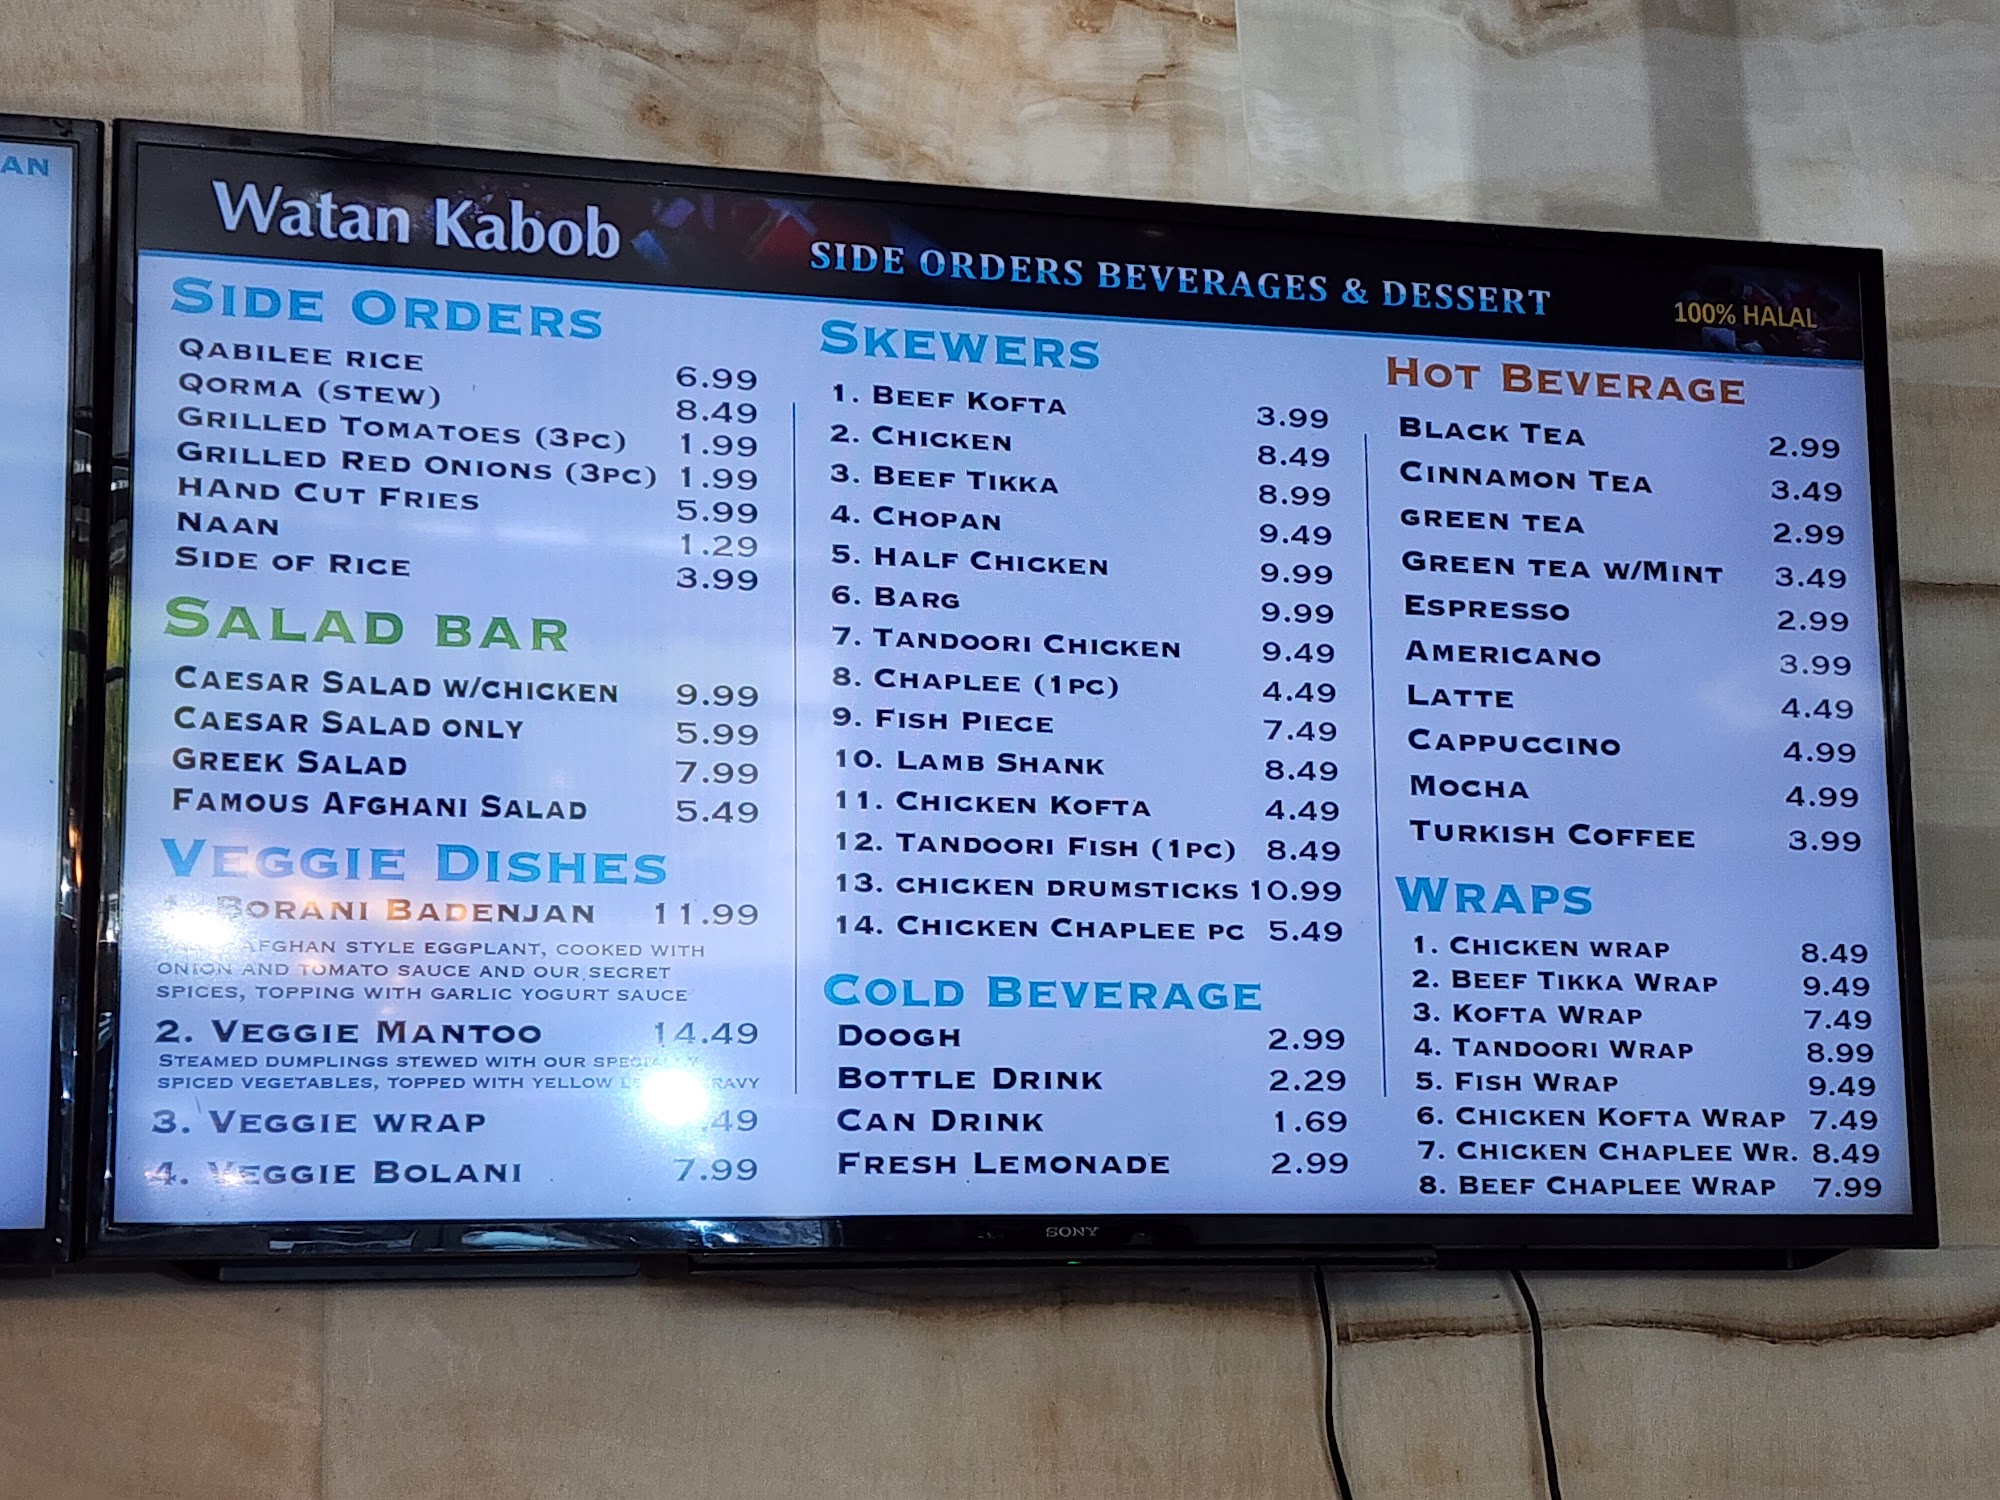 AN
Watan Kabob
SIDE ORDERS BEVERAGES & DESSERT
100% HALAL
SIDE ORDERS
QABILEE RICE 6.99
QORMA (STEW) 8.49
GRILLED TOMATOES (3PC) 1.99
GRILLED RED ONIONS (3PC) 1.99
HAND CUT FRIES 5.99
NAAN 1.29
SIDE OF RICE 3.99
SALAD BAR
CAESAR SALAD W/CHICKEN 9.99
CAESAR SALAD ONLY 5.99
GREEK SALAD 7.99
FAMOUS AFGHANI SALAD 5.49
VEGGIE DISHES
BORANI BADENJAN 11.99
AFGHAN STYLE EGGPLANT, COOKED WITH
ONION AND TOMATO SAUCE AND OUR SECRET
SPICES, TOPPING WITH GARLIC YOGURT SAUCE
2. VEGGIE MANTOO 14.49
STEAMED DUMPLINGS STEWED WITH OUR
SPICED VEGETABLES, TOPPED WITH YELLOW
3. VEGGIE WRAP .49
4. VEGGIE BOLANI 7.99
SKEWERS
1. BEEF KOFTA 3.99
2. CHICKEN 8.49
3. BEEF TIKKA 8.99
4. CHOPAN 9.49
5. HALF CHICKEN 9.99
6. BARG 9.99
7. TANDOORI CHICKEN 9.49
8. CHAPLEE (1PC) 4.49
9. FISH PIECE 7.49
10. LAMB SHANK 8.49
11. CHICKEN KOFTA 4.49
12. TANDOORI FISH (1PC) 8.49
13. CHICKEN DRUMSTICKS 10.99
14. CHICKEN CHAPLEE PC 5.49
COLD BEVERAGE
DOOGH 2.99
BOTTLE DRINK 2.29
CAN DRINK 1.69
FRESH LEMONADE 2.99
HOT BEVERAGE
BLACK TEA 2.99
CINNAMON TEA 3.49
GREEN TEA 2.99
GREEN TEA W/MINT 3.49
ESPRESSO 2.99
AMERICANO 3.99
LATTE 4.49
CAPPUCCINO 4.99
MOCHA 4.99
TURKISH COFFEE 3.99
WRAPS
1. CHICKEN WRAP 8.49
2. BEEF TIKKA WRAP 9.49
3. KOFTA WRAP 7.49
4. TANDOORI WRAP 8.99
5. FISH WRAP 9.49
6. CHICKEN KOFTA WRAP 7.49
7. CHICKEN CHAPLEE WR. 8.49
8. BEEF CHAPLEE WRAP 7.99
SONY